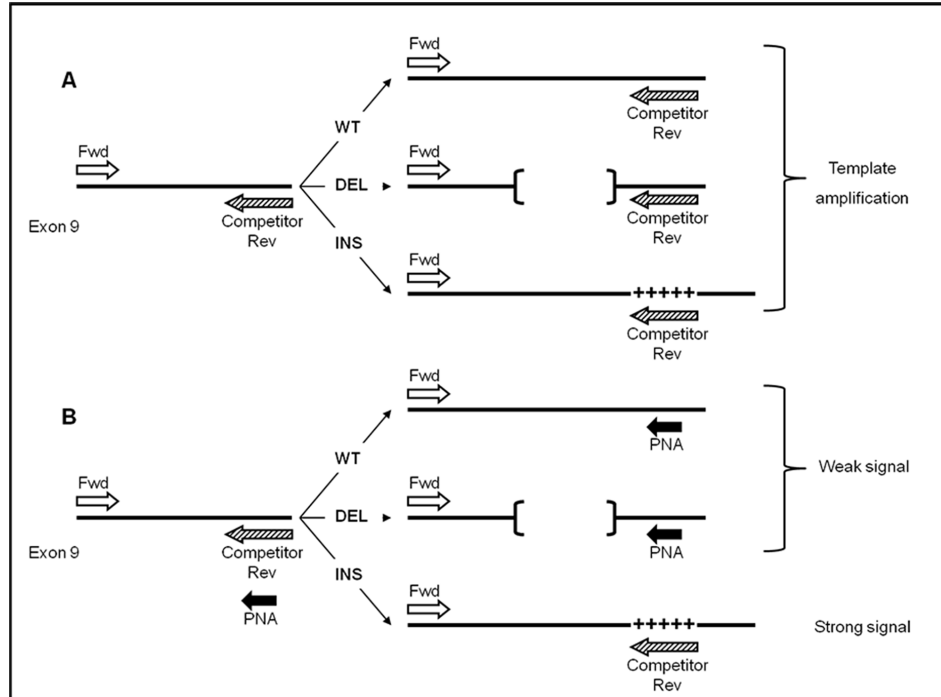 Fwd
A
Competitor
Rev
WT
Fwd
Fwd
DEL
Template
amplification
Competitor
Rev
Exon 9
Competitor
Rev
INS
Fwd
+++++
Competitor
Rev
Fwd
B
PNA
WT
Weak signal
Fwd
Fwd
DEL
Exon 9
Competitor
Rev
PNA
INS
PNA
Fwd
+++++
Strong signal
Competitor
Rev